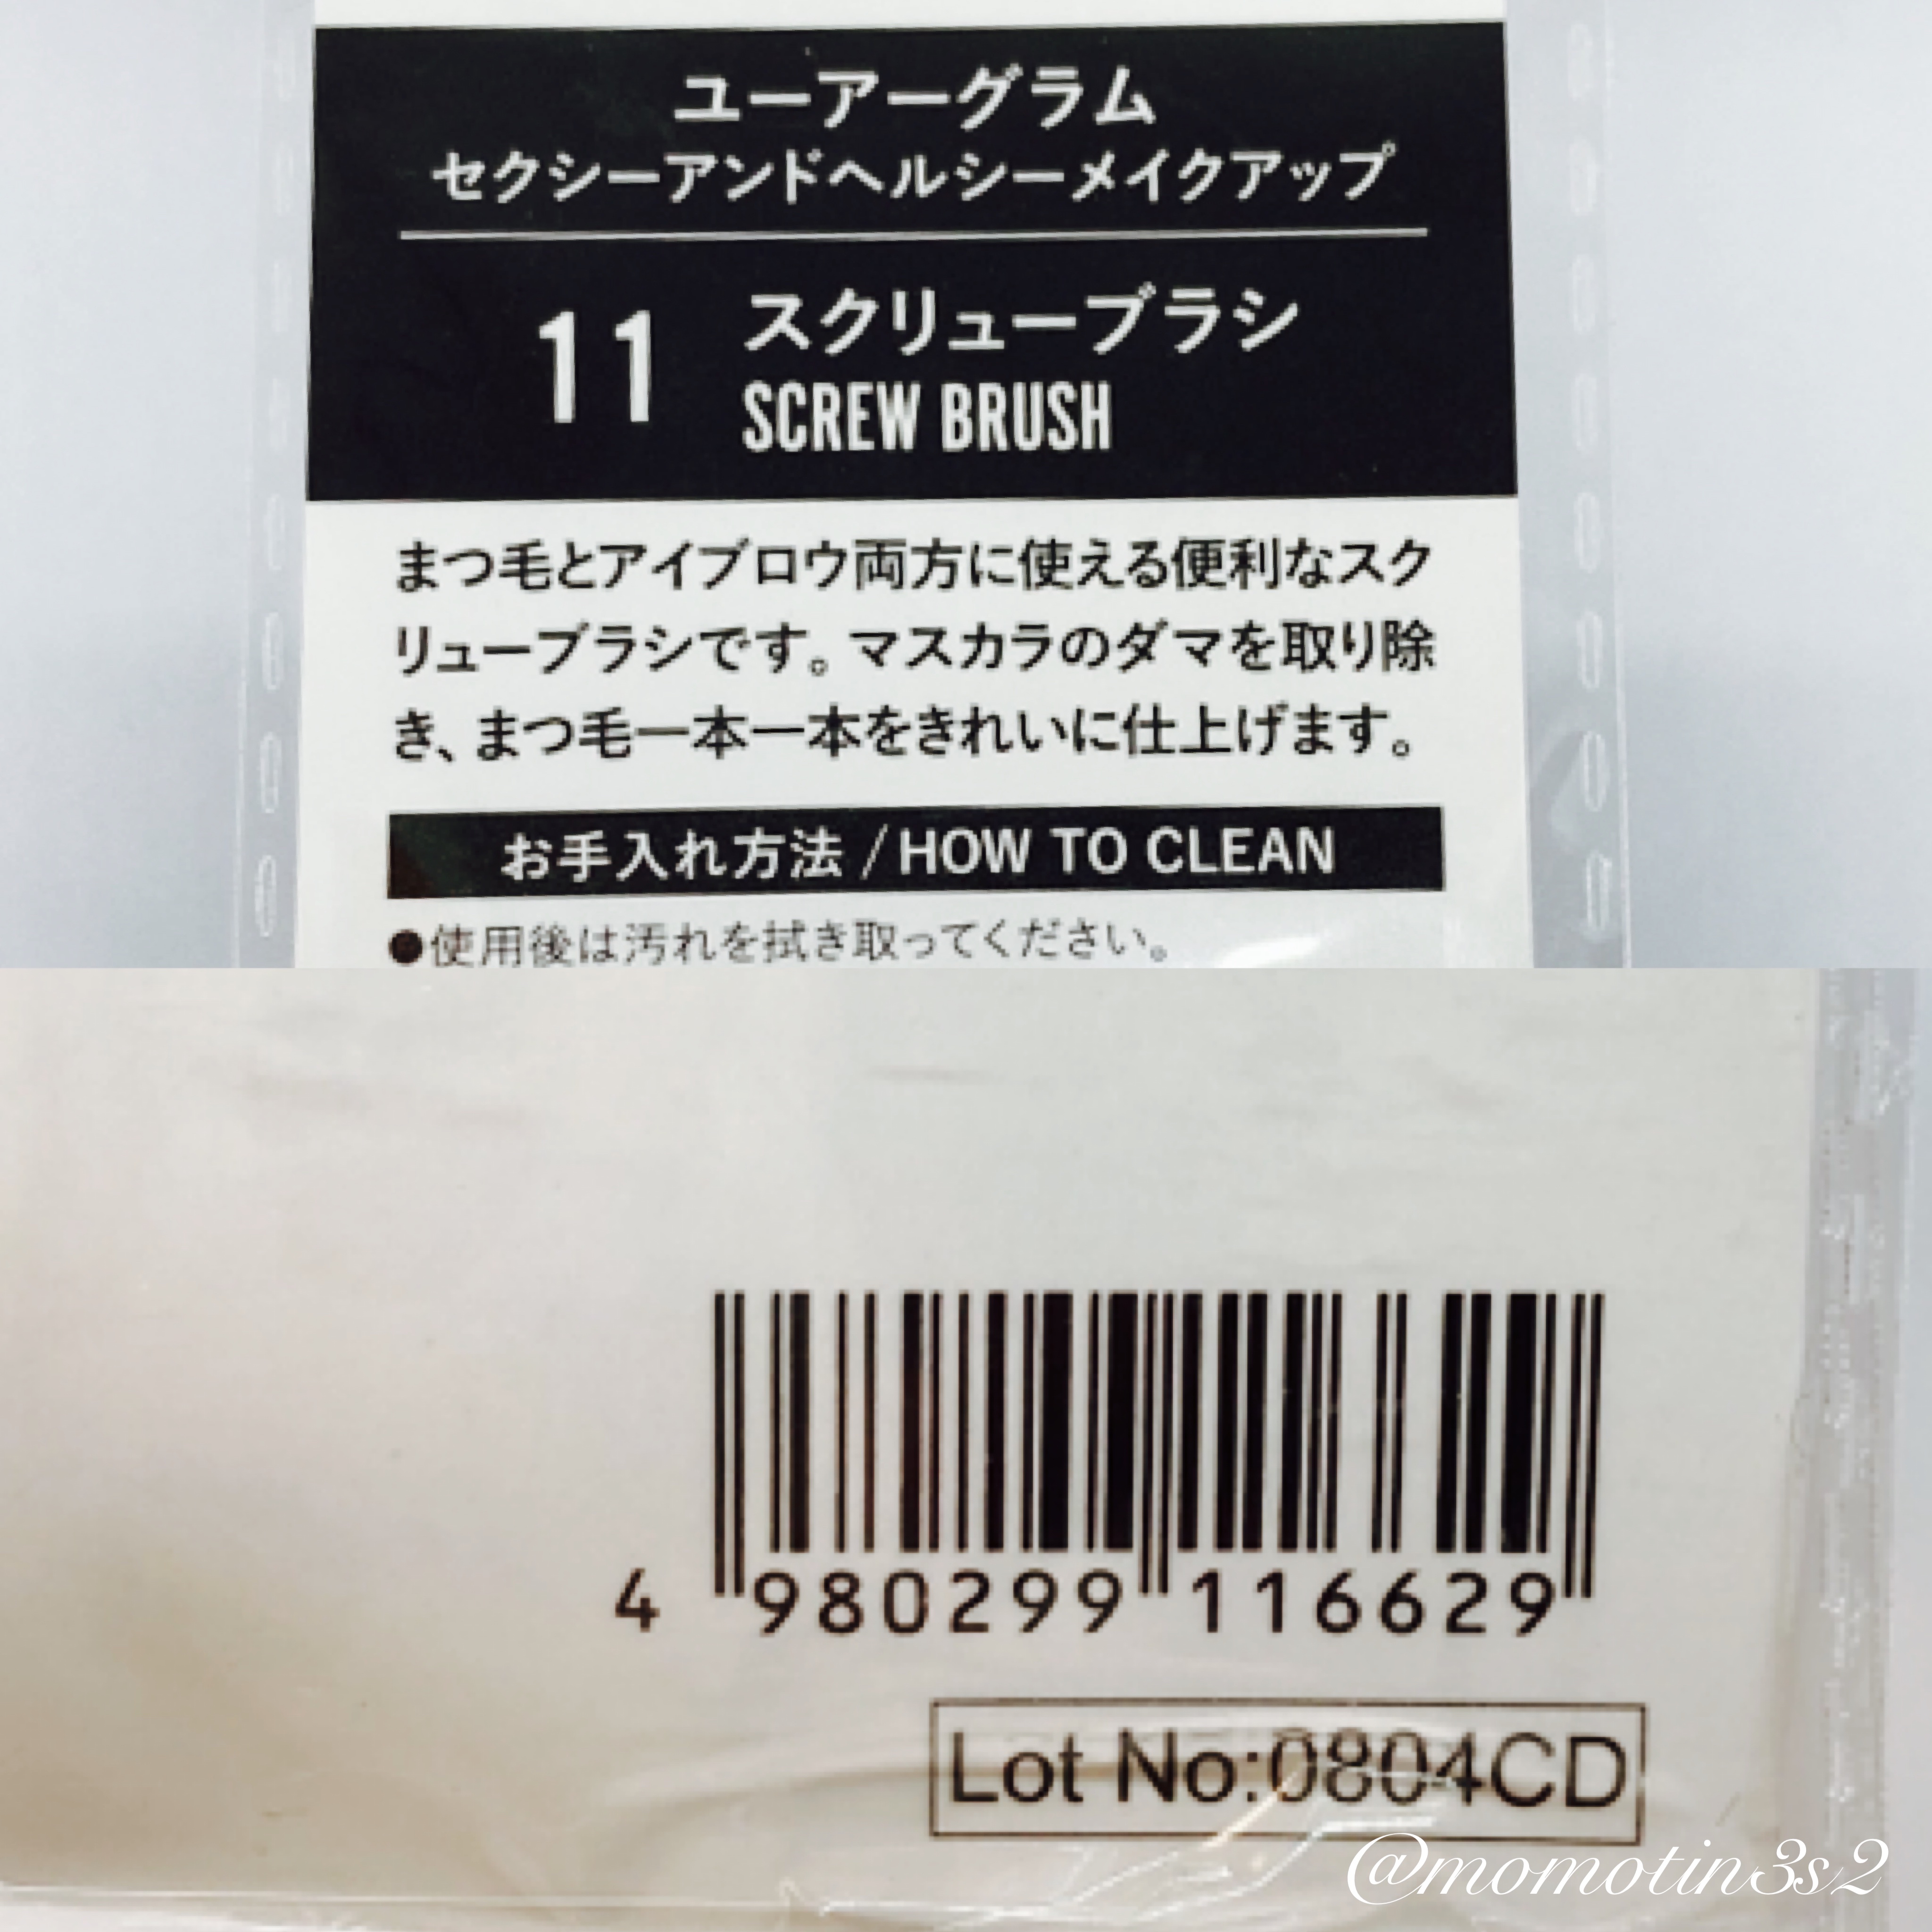 ユーアーグラム
セクシーアンドヘルシーメイクアップ
11 スクリューブラシ
SCREW BRUSH
まつ毛とアイブロウ両方に使える便利なスク
リューブラシです。マスカラのダマを取り除
き、まつ毛一本一本をきれいに仕上げます。
お手入れ方法 / HOW TO CLEAN
●使用後は汚れを拭き取ってください。
4 980299 116629
Lot No:0804CD
@momotin3s2